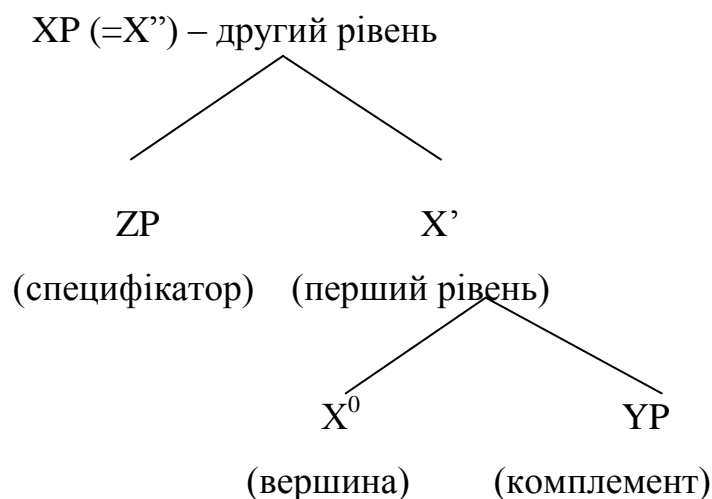 XP (=X”) – другий рівень
ZP X’
(специфікатор) (перший рівень)
X⁰ YP
(вершина) (комплемент)